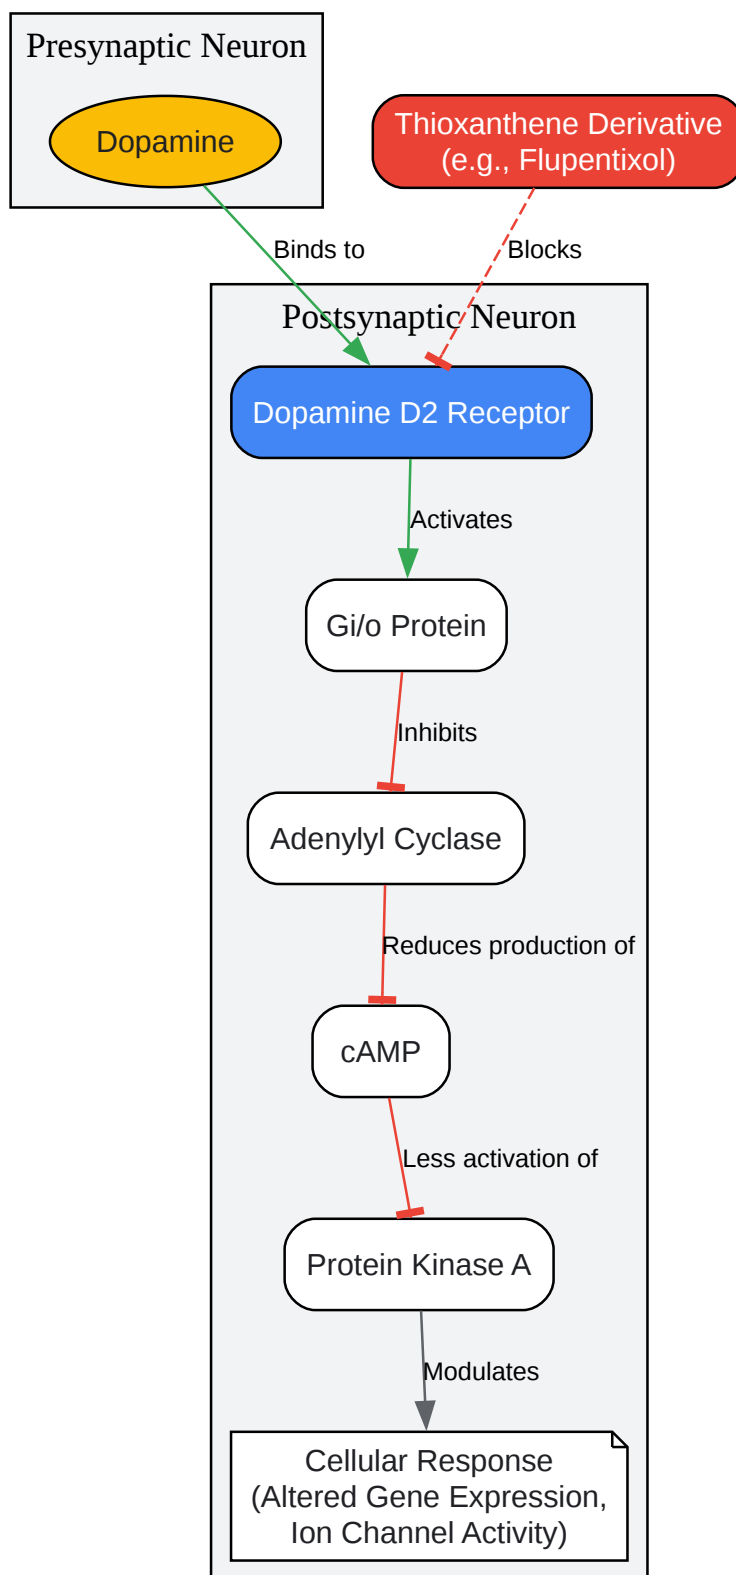 Presynaptic Neuron
Dopamine
Thioxanthene Derivative
(e.g., Flupentixol)
Binds to
Blocks
Postsynaptic Neuron
Dopamine D2 Receptor
Activates
Gi/o Protein
Inhibits
Adenylyl Cyclase
Reduces production of
cAMP
Less activation of
Protein Kinase A
Modulates
Cellular Response
(Altered Gene Expression,
Ion Channel Activity)